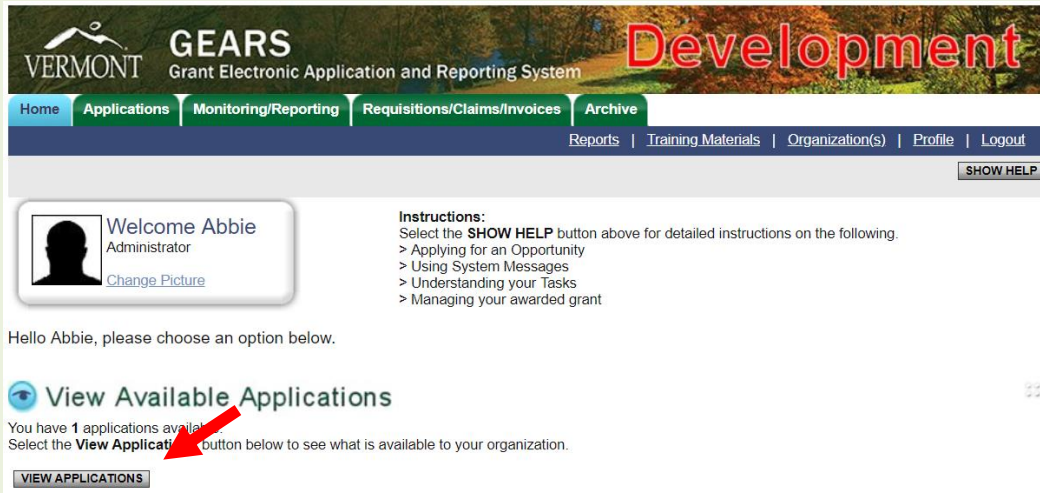 VERMONT
GEARS
Grant Electronic Application and Reporting System
Development
Home Applications Monitoring/Reporting Requisitions/Claims/Invoices Archive
Reports | Training Materials | Organization(s) | Profile | Logout
SHOW HELP
Welcome Abbie
Administrator
Change Picture
Instructions:
Select the SHOW HELP button above for detailed instructions on the following.
> Applying for an Opportunity
> Using System Messages
> Understanding your Tasks
> Managing your awarded grant
Hello Abbie, please choose an option below.
View Available Applications
You have 1 applications available.
Select the View Applications button below to see what is available to your organization.
VIEW APPLICATIONS